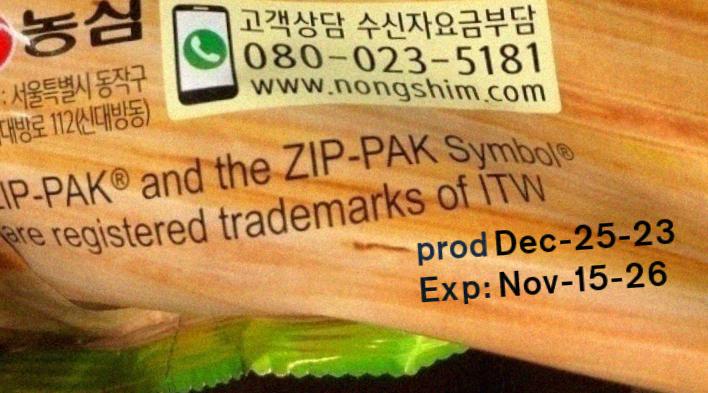 농심
고객상담 수신자요금부담
080-023-5181
www.nongshim.com
: 서울특별시 동작구
대방로 112(신대방동)
IP-PAK® and the ZIP-PAK Symbol®
are registered trademarks of ITW
prod Dec-25-23
Exp: Nov-15-26